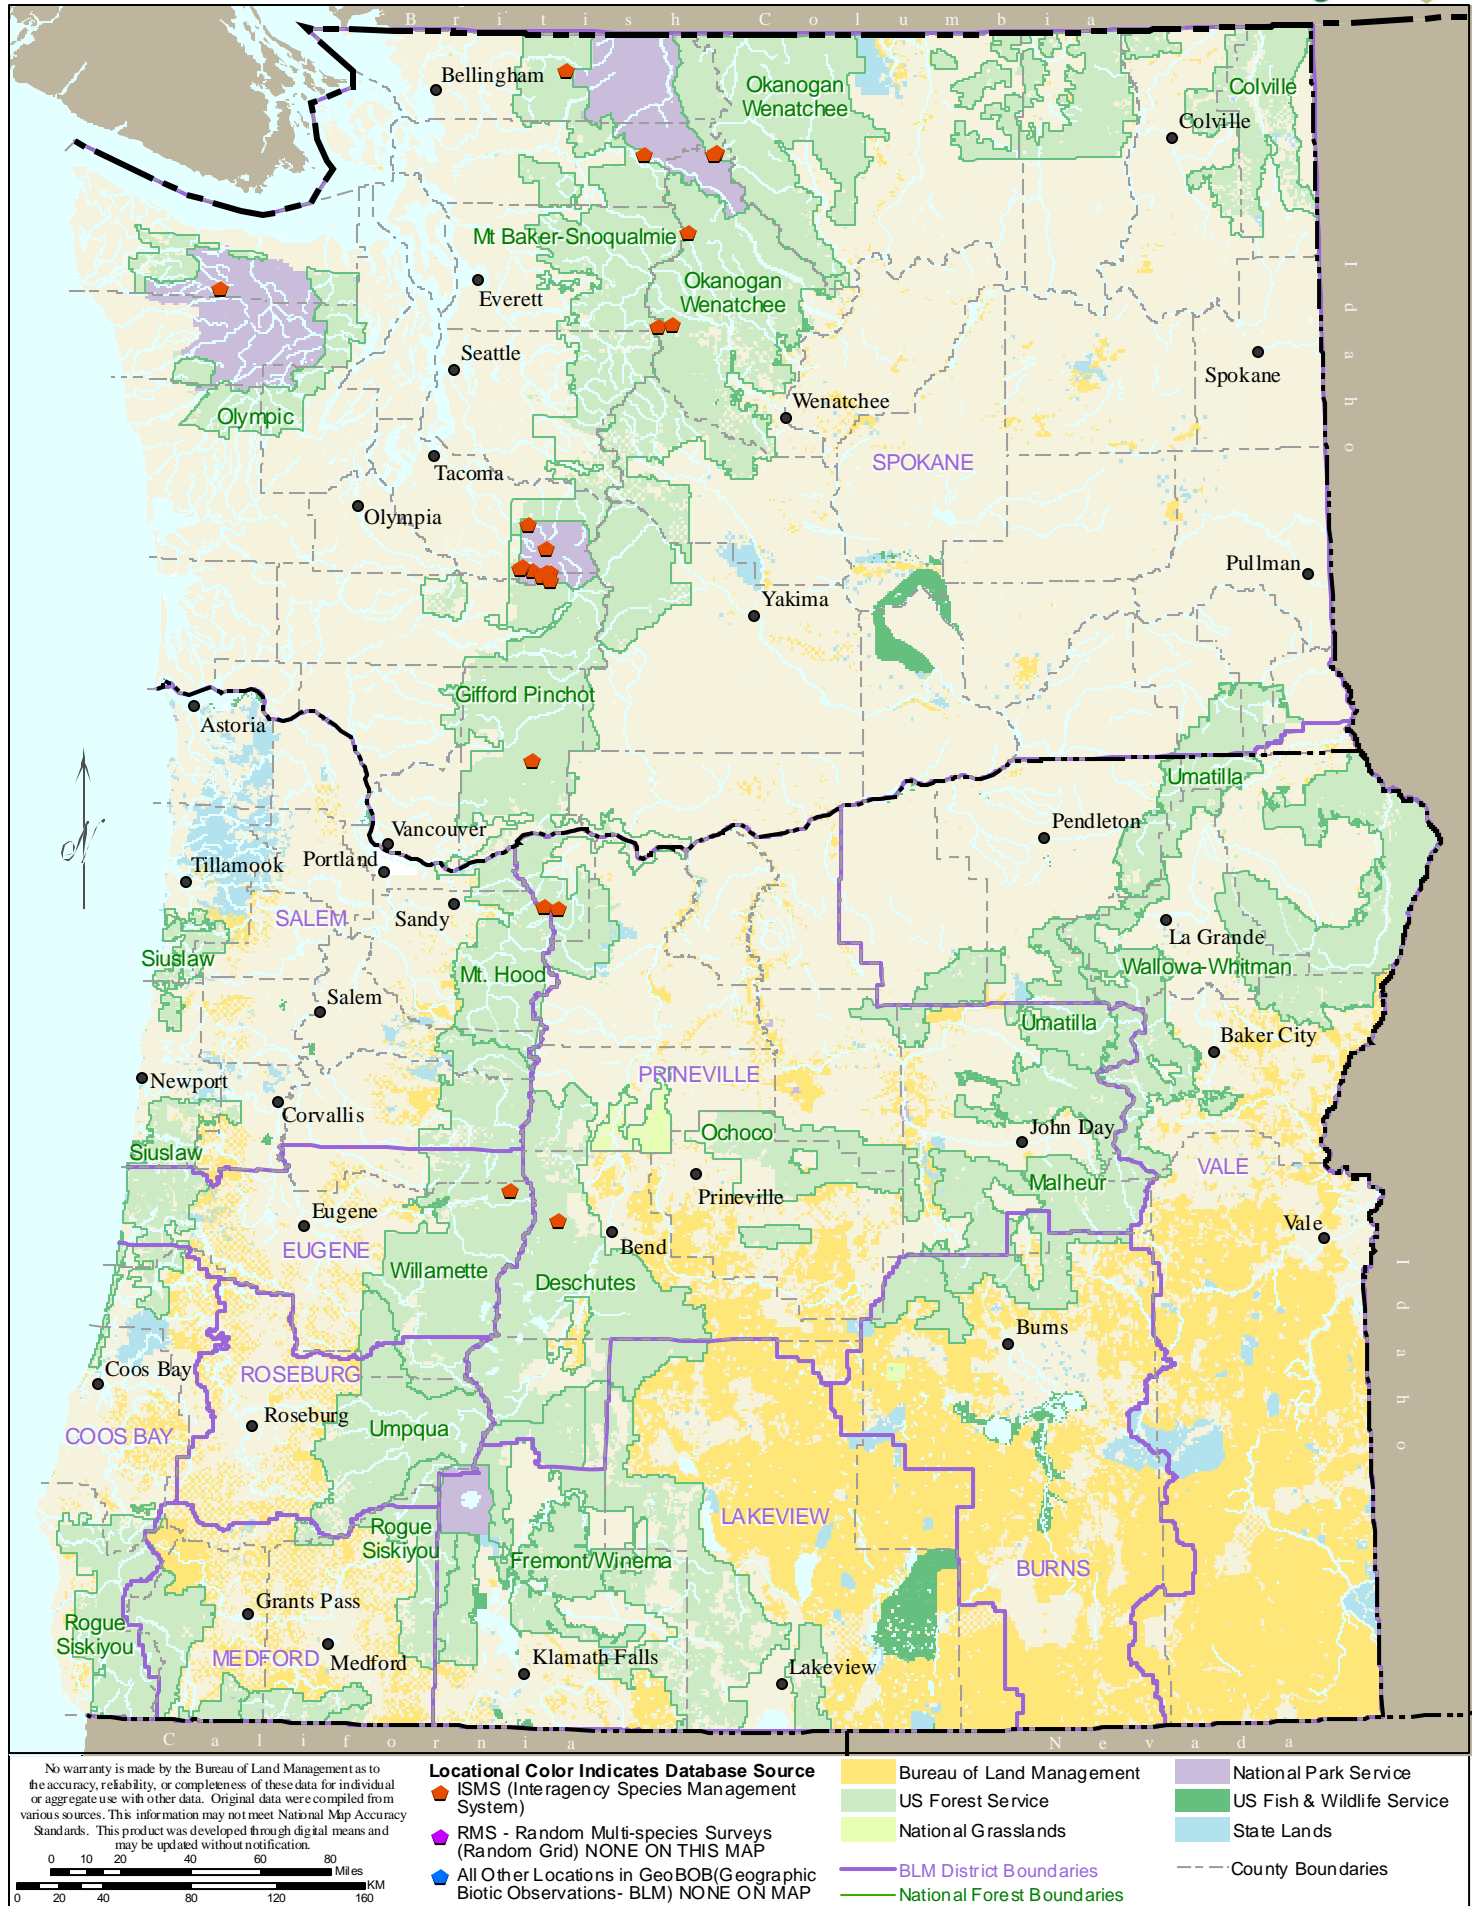 B r i t i s h C o l u m b i a
Bellingham
Okanogan
Wenatchee
Colville
Colville
Mt Baker-Snoqualmie
Okanogan
Wenatchee
Everett
I d a h o
Seattle
Spokane
Olympic
Wenatchee
SPOKANE
Tacoma
Olympia
Pullman
Yakima
Gifford Pinchot
Astoria
Umatilla
Vancouver
Pendleton
Portland
Tillamook
Sandy
SALEM
La Grande
Siuslaw
Mt. Hood
Wallowa-Whitman
Salem
Umatilla
Baker City
PRINEVILLE
Newport
Corvallis
John Day
Ochoco
Siuslaw
VALE
Malheur
Prineville
Eugene
Vale
EUGENE
Bend
Willamette
Deschutes
I d a h o
Burns
Coos Bay
ROSEBURG
Roseburg
Umpqua
COOS BAY
LAKEVIEW
Rogue
Siskiyou
Fremont/Winema
BURNS
Grants Pass
Rogue
Siskiyou
MEDFORD
Medford
Klamath Falls
Lakeview
C a l i f o r n i a
N e v a d a
No warranty is made by the Bureau of Land Management as to
the accuracy, reliability, or completeness of these data for individual
or aggregate use with other data. Original data were compiled from
various sources. This information may not meet National Map Accuracy
Standards. This product was developed through digital means and
may be updated without notification.
0 10 20 40 60 80
Miles
KM
0 20 40 80 120 160
Locational Color Indicates Database Source
ISMS (Interagency Species Management
System)
RMS - Random Multi-species Surveys
(Random Grid) NONE ON THIS MAP
All Other Locations in GeoBOB(Geographic
Biotic Observations- BLM) NONE ON MAP
Bureau of Land Management
US Forest Service
National Grasslands
BLM District Boundaries
National Forest Boundaries
National Park Service
US Fish & Wildlife Service
State Lands
County Boundaries